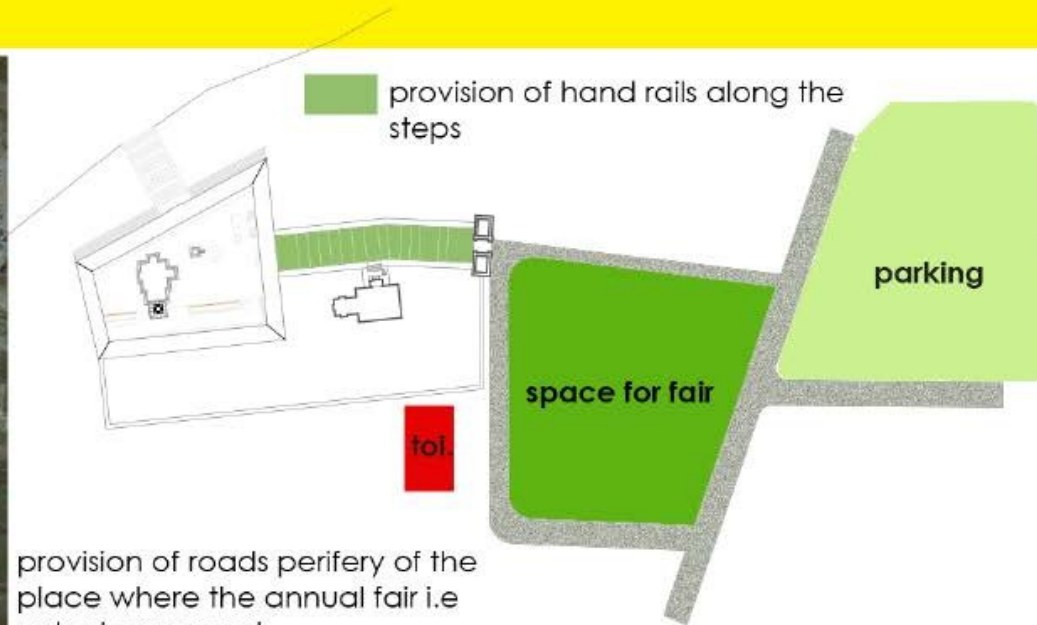 provision of hand rails along the
steps
parking
space for fair
toi.
provision of roads perifery of the
place where the annual fair i.e